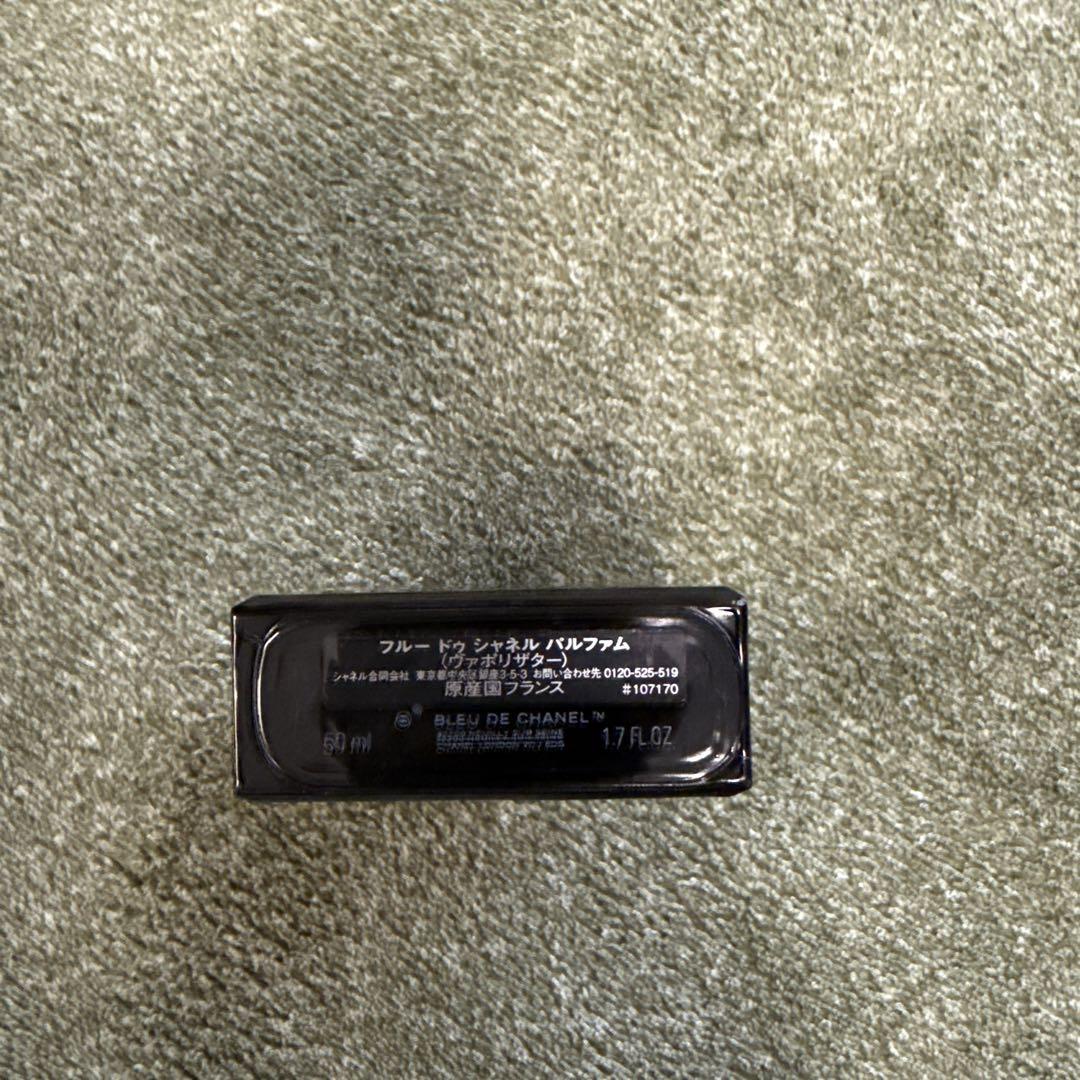 ブルー ドゥ シャネル パルファム
(ヴァポリザター)
シャネル合同会社 東京都中央区銀座3-5-3 お問い合わせ先 0120-525-519
原産国フランス #107170
BLEU DE CHANEL™
50 ml 1.7 FL.OZ